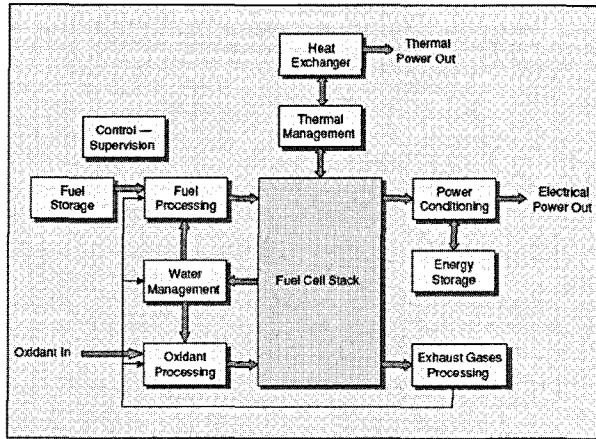 Heat
Exchanger
Thermal
Power Out
Thermal
Management
Control —
Supervision
Fuel
Storage
Fuel
Processing
Power
Conditioning
Electrical
Power Out
Water
Management
Fuel Cell Stack
Energy
Storage
Oxidant In
Oxidant
Processing
Exhaust Gases
Processing